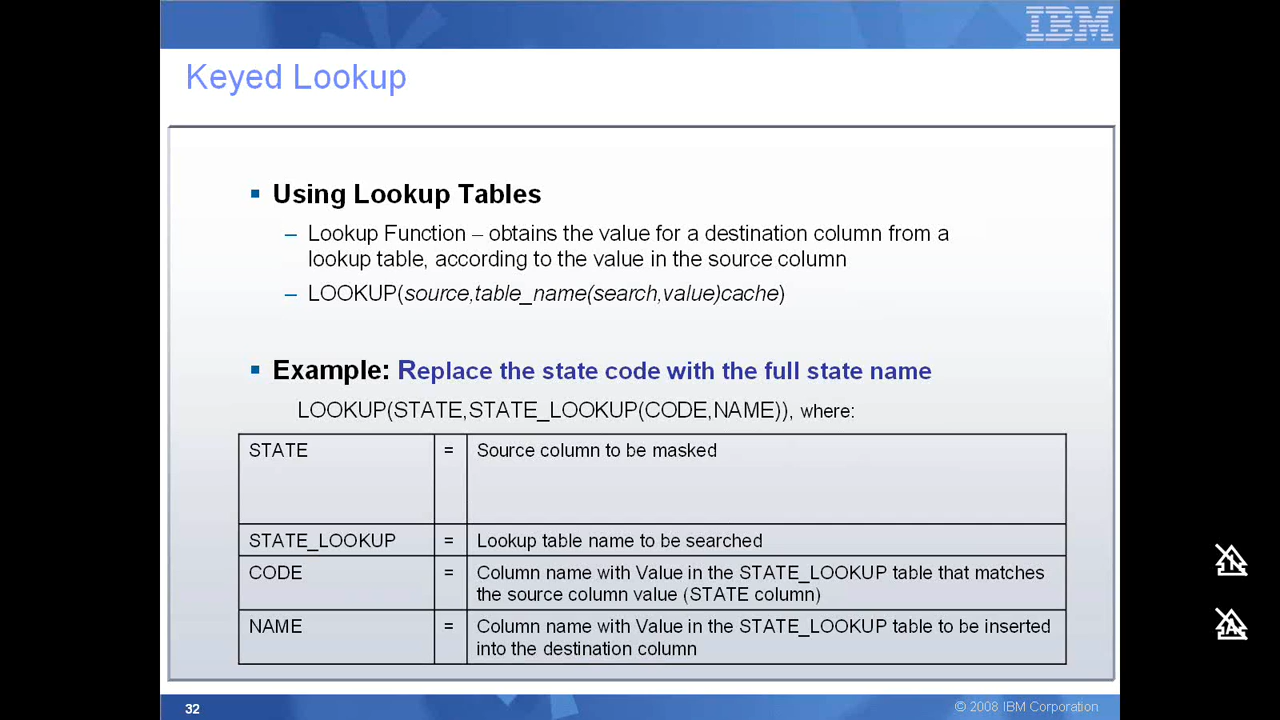 IBM
Keyed Lookup
▪ Using Lookup Tables
– Lookup Function – obtains the value for a destination column from a
lookup table, according to the value in the source column
– LOOKUP(source,table_name(search,value)cache)
▪ Example: Replace the state code with the full state name
LOOKUP(STATE,STATE_LOOKUP(CODE,NAME)), where:
STATE = Source column to be masked
STATE_LOOKUP = Lookup table name to be searched
CODE = Column name with Value in the STATE_LOOKUP table that matches
the source column value (STATE column)
NAME = Column name with Value in the STATE_LOOKUP table to be inserted
into the destination column
32
© 2008 IBM Corporation